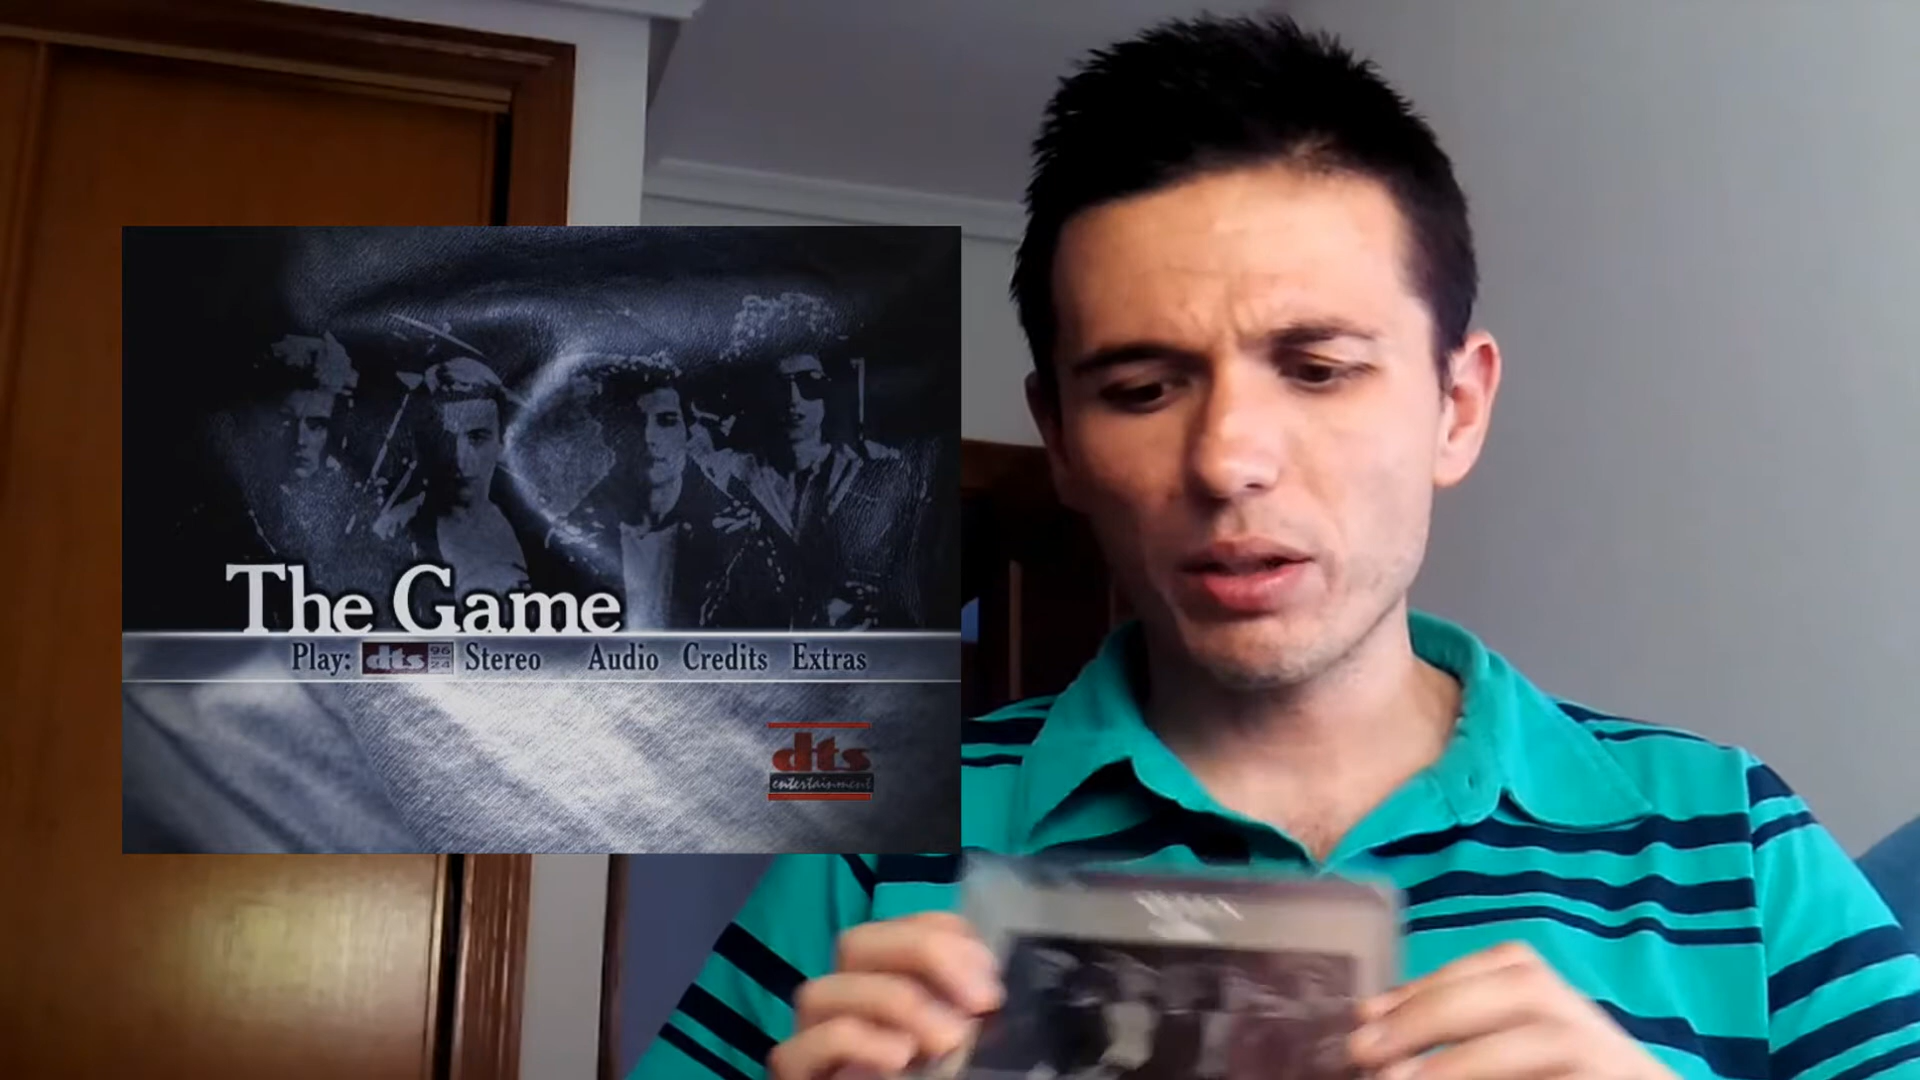 The Game
Play: dts 96 24 Stereo Audio Credits Extras
dts
entertainment